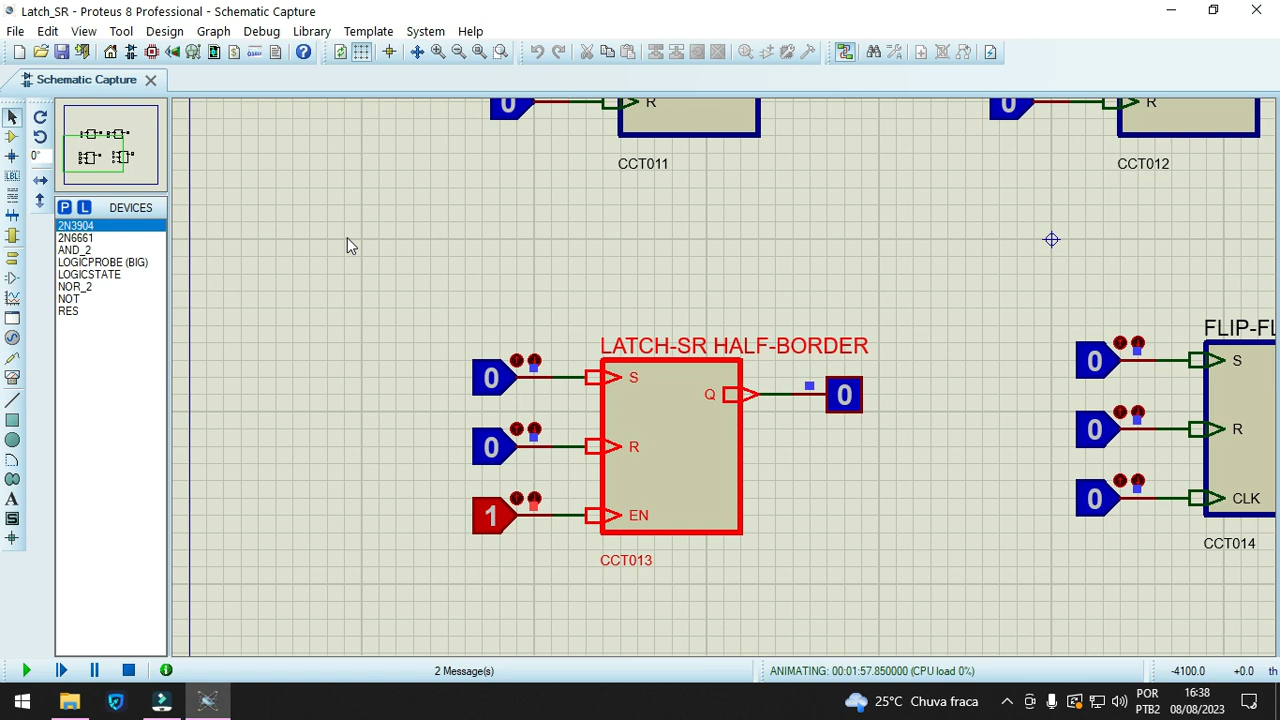 Latch_SR - Proteus 8 Professional - Schematic Capture
File Edit View Tool Design Graph Debug Library Template System Help
Schematic Capture
0 R 0 R
CCT011 CCT012
0°
P L DEVICES
2N3904
2N6661
AND_2
LOGICPROBE (BIG)
LOGICSTATE
NOR_2
NOT
RES
LBL
A
LATCH-SR HALF-BORDER
0 S
Q 0
0 R
1 EN
CCT013
FLIP-FL
0 S
0 R
0 CLK
CCT014
2 Message(s)
ANIMATING: 00:01:57.850000 (CPU load 0%)
-4100.0 +0.0 th
25°C Chuva fraca
POR
PTB2
16:38
08/08/2023